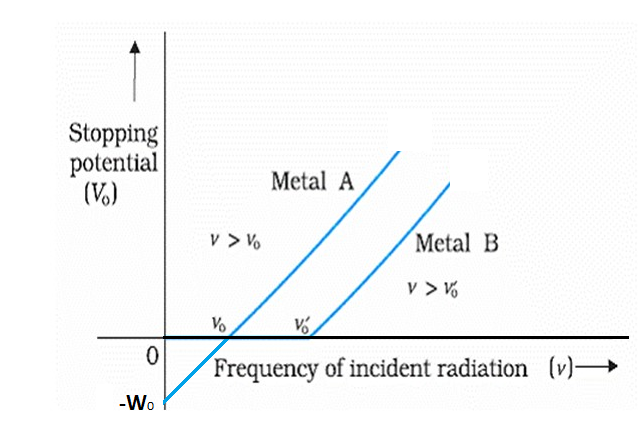 Stopping
potential
(V₀)
Metal A
ν > ν₀
Metal B
ν > ν₀′
ν₀
ν₀′
0
Frequency of incident radiation (ν)
-W₀